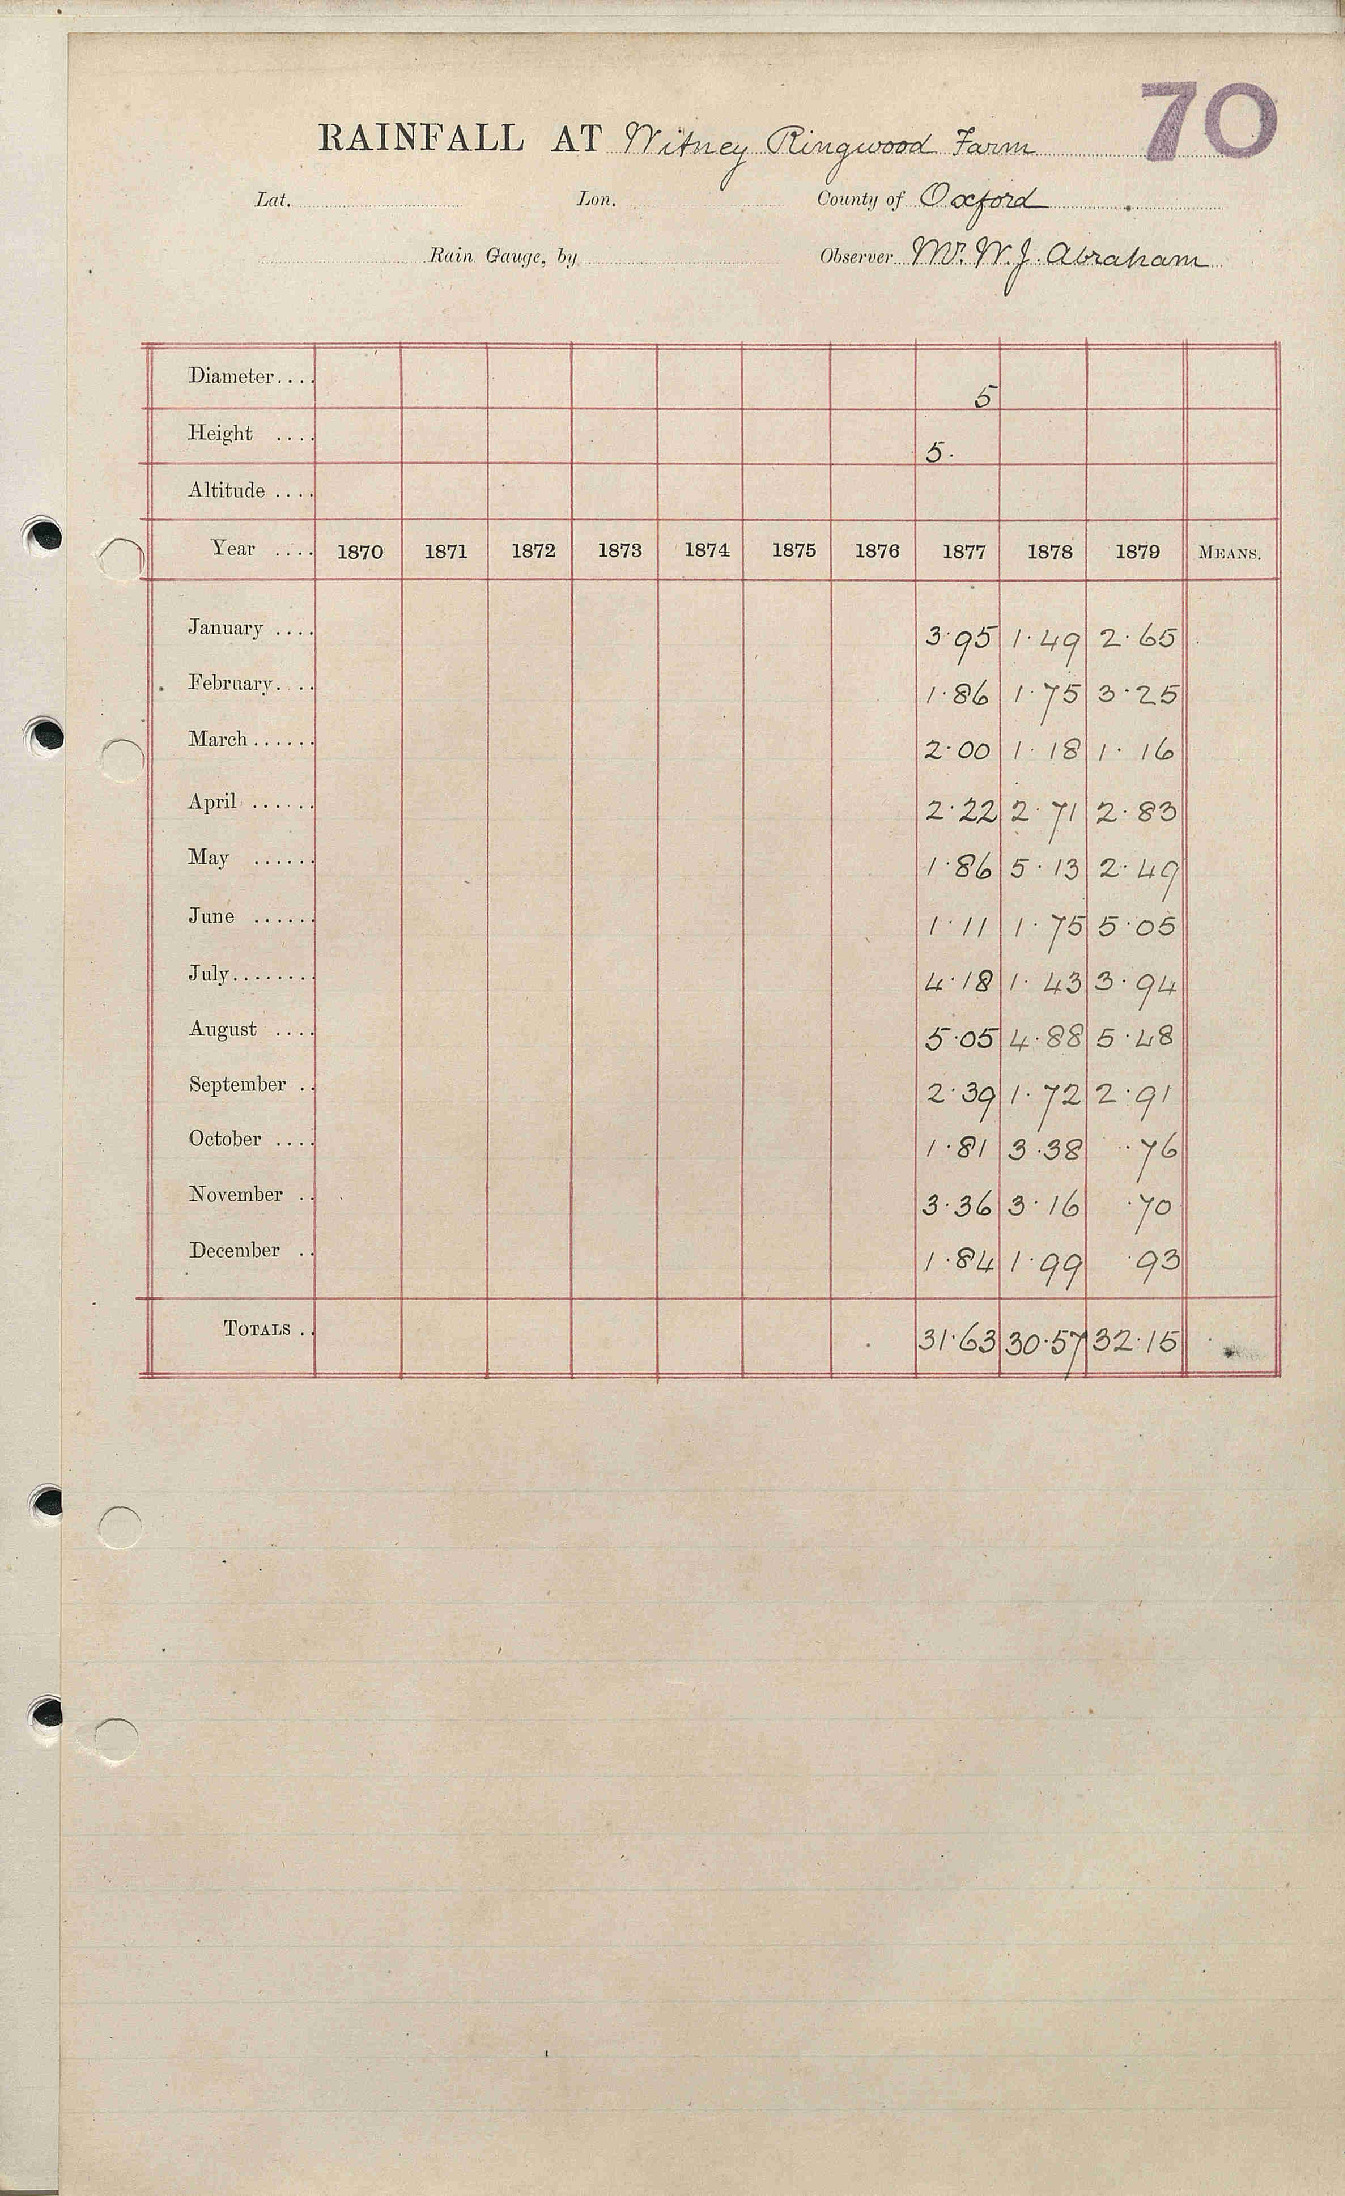 70
RAINFALL AT Witney Ringwood Farm
Lat. Lon. County of Oxford
Rain Gauge, by Observer Mr. W. J. Abraham
Diameter.... 5
Height .... 5.
Altitude ....
Year .... 1870 1871 1872 1873 1874 1875 1876 1877 1878 1879 MEANS.
January .... 3.95 1.49 2.65
February.... 1.86 1.75 3.25
March...... 2.00 1.18 1.16
April ...... 2.22 2.71 2.83
May ...... 1.86 5.13 2.49
June ...... 1.11 1.75 5.05
July........ 4.18 1.43 3.94
August .... 5.05 4.88 5.48
September .. 2.39 1.72 2.91
October .... 1.81 3.38 .76
November .. 3.36 3.16 .70
December .. 1.84 1.99 .93
TOTALS .. 31.63 30.57 32.15